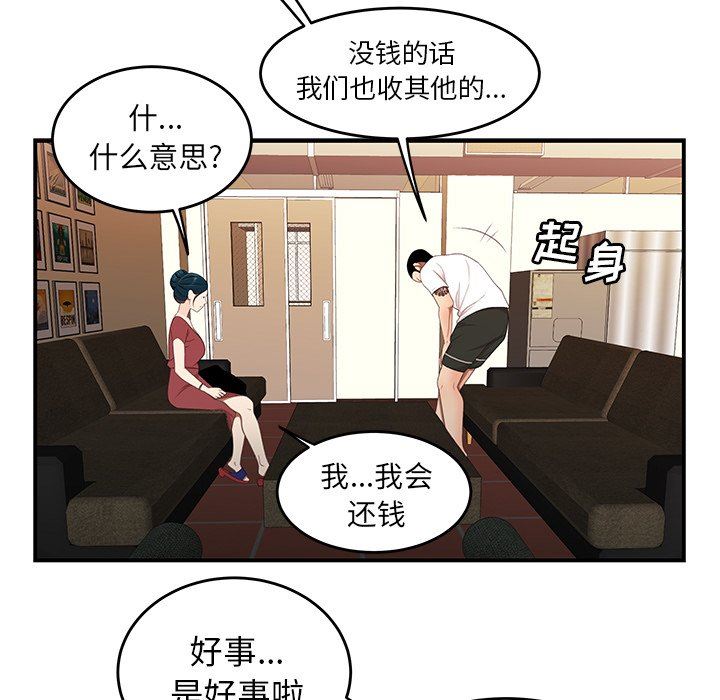 没钱的话
我们也收其他的...
什...
什么意思?
起身
BESPIN
我...我会
还钱
好事...
是好事啦